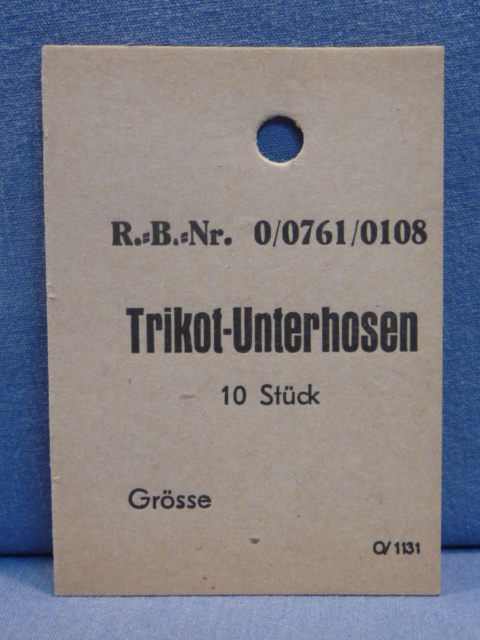 R.=B.=Nr. 0/0761/0108
Trikot-Unterhosen
10 Stück
Grösse
O/1131